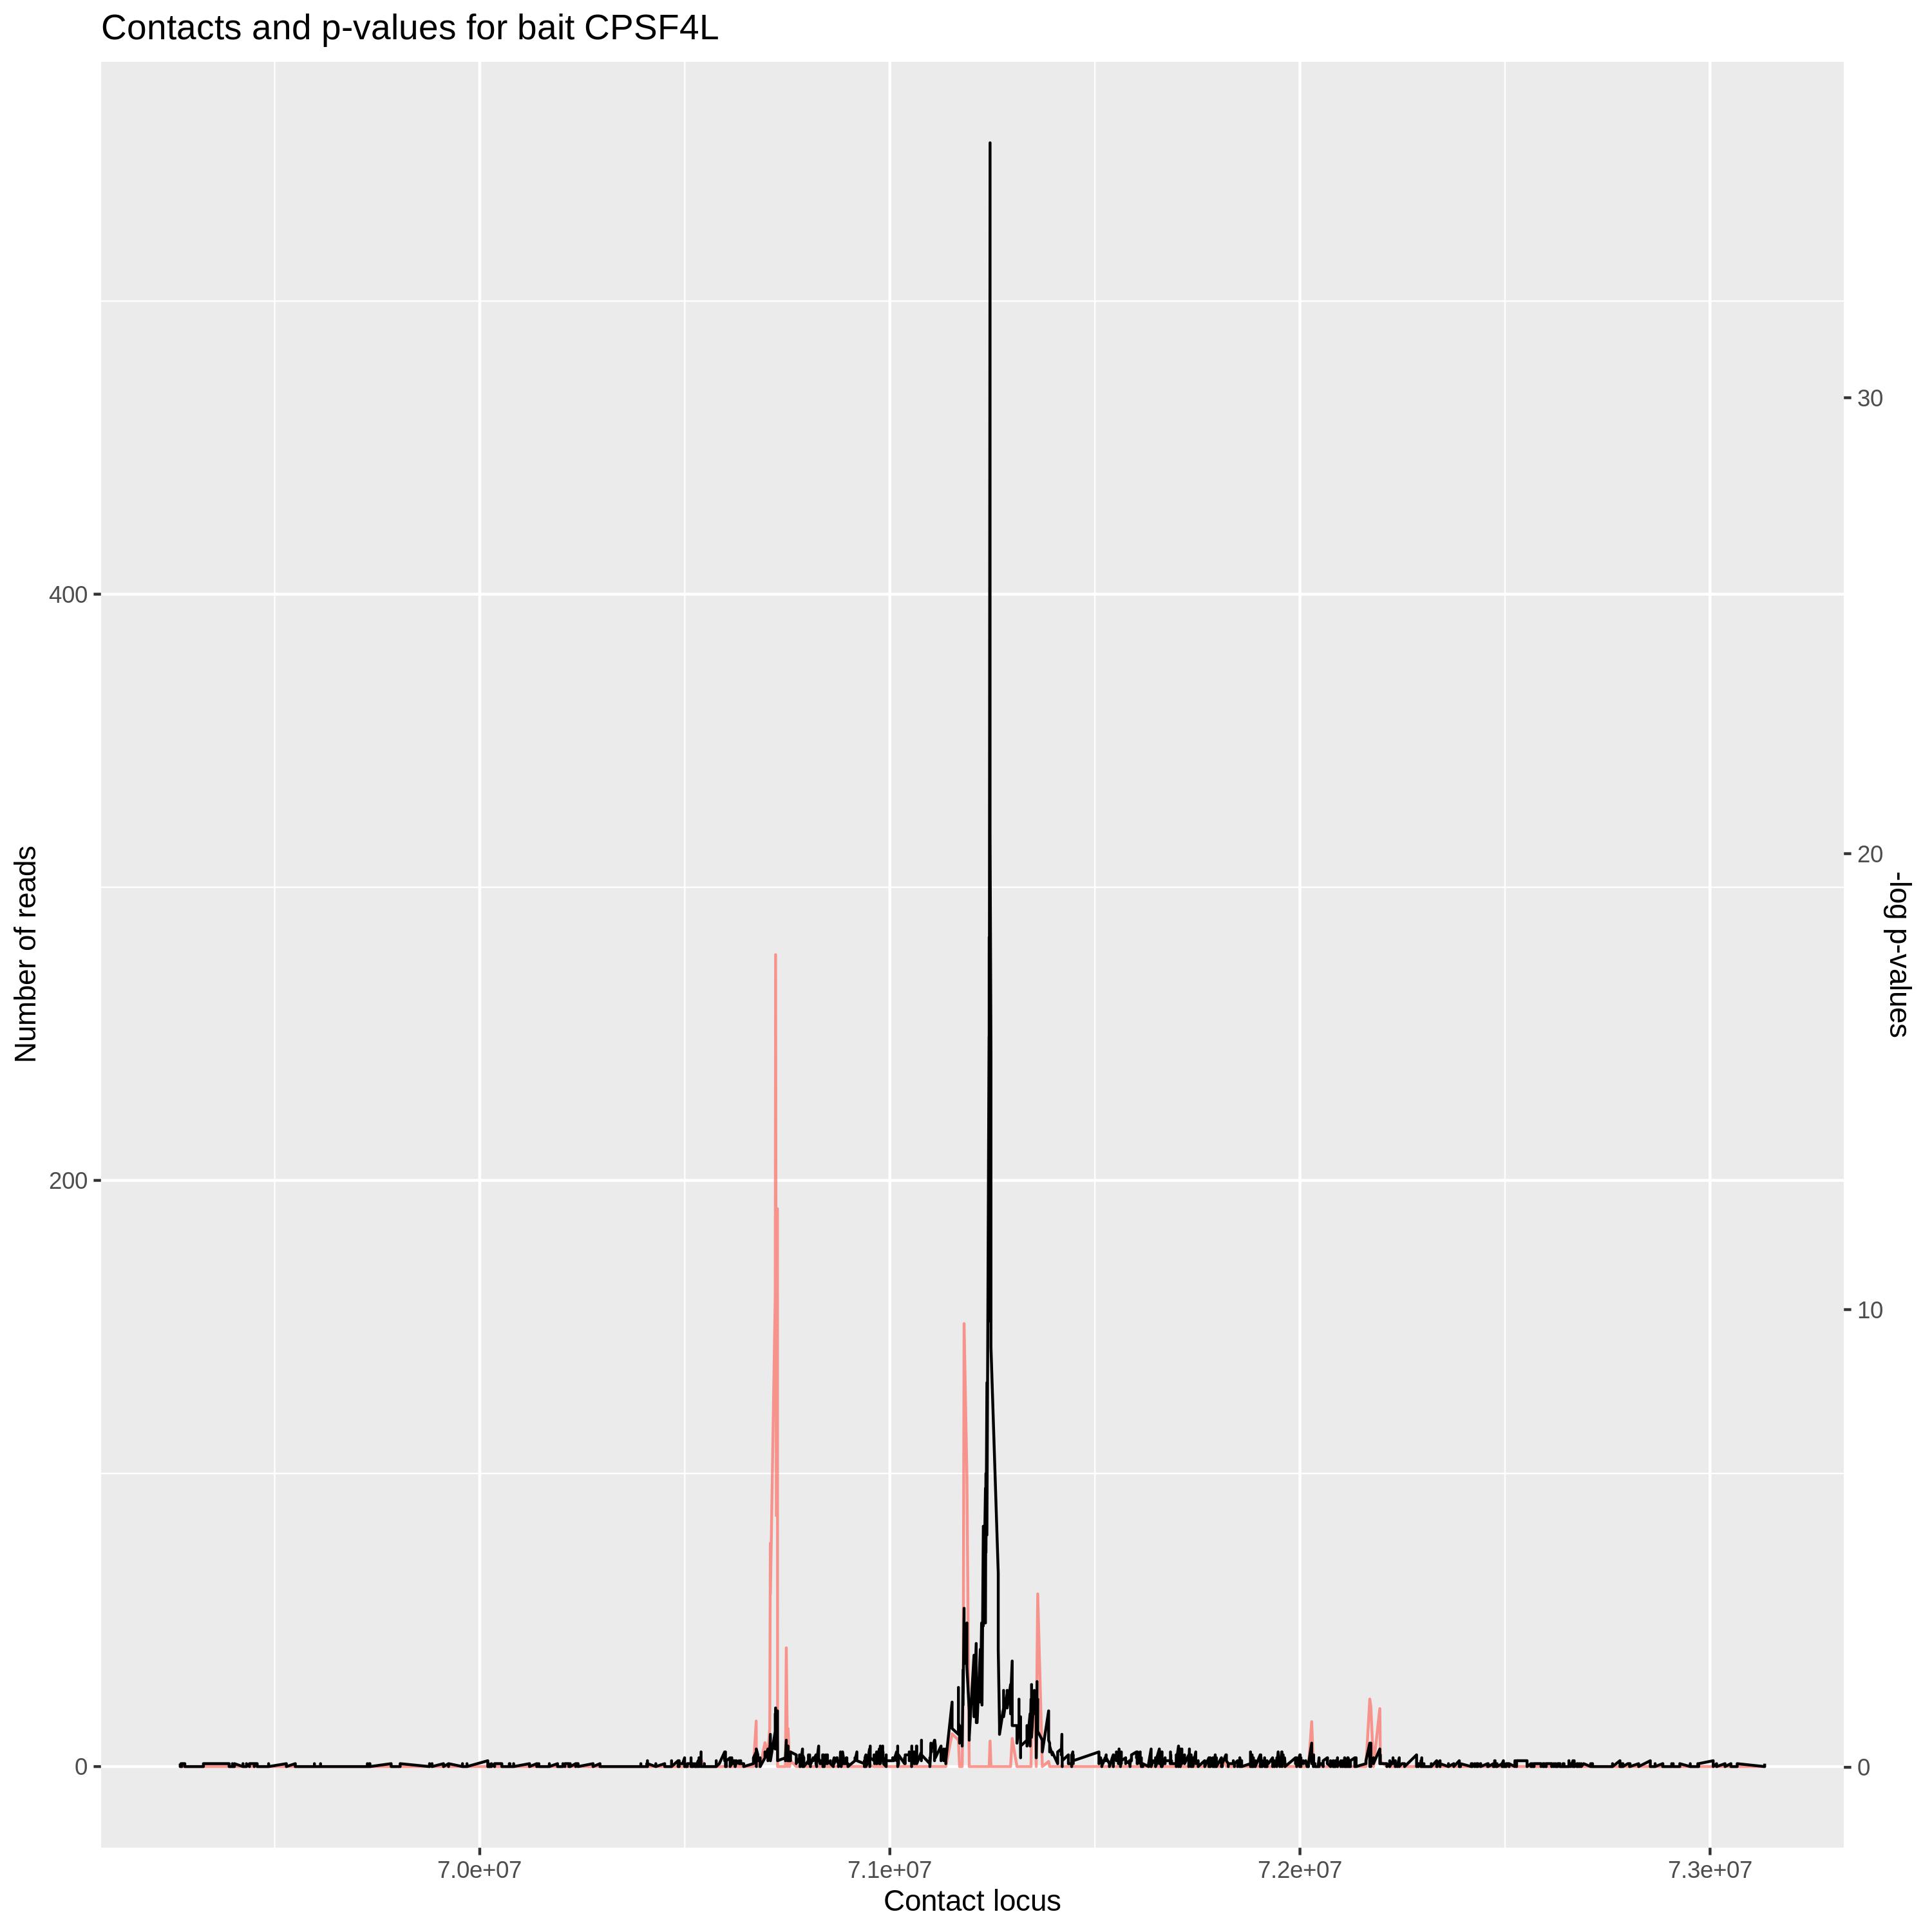 Contacts and p-values for bait CPSF4L
Number of reads
400
200
0
30
20
10
0
-log p-values
7.0e+07
7.1e+07
7.2e+07
7.3e+07
Contact locus